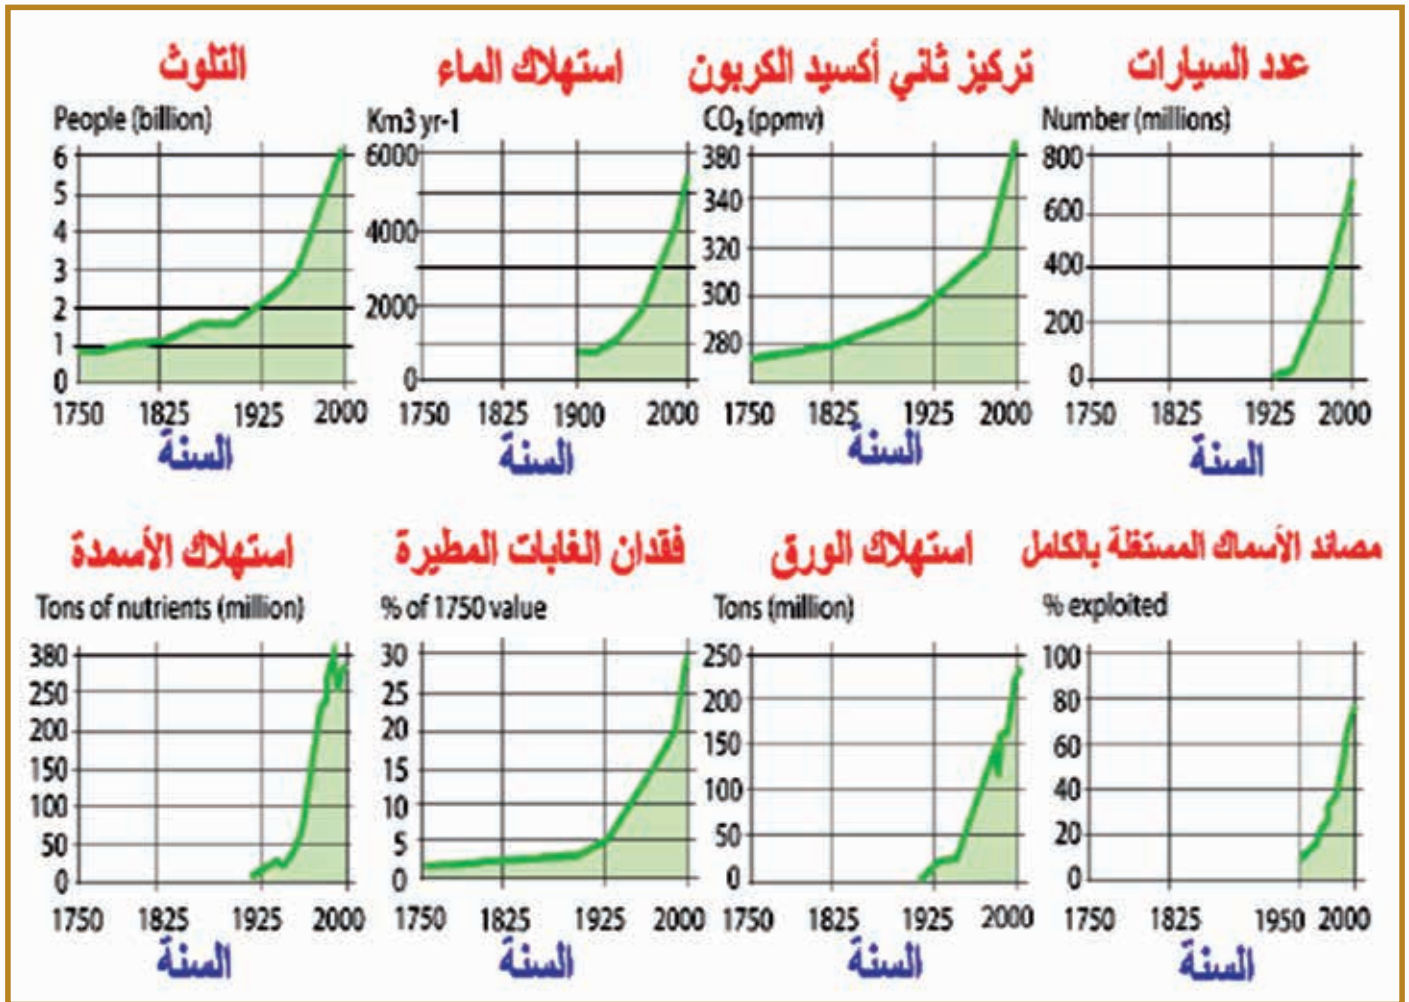 التلوث
People (billion)
6
5
4
3
2
1
0
1750 1825 1925 2000
السنة
استهلاك الماء
Km3 yr-1
6000
4000
2000
0
1750 1825 1900 2000
السنة
تركيز ثاني أكسيد الكربون
CO₂ (ppmv)
380
340
320
300
280
1750 1825 1925 2000
السنة
عدد السيارات
Number (millions)
800
600
400
200
0
1750 1825 1925 2000
السنة
استهلاك الأسمدة
Tons of nutrients (million)
380
250
200
150
100
50
0
1750 1825 1925 2000
السنة
فقدان الغابات المطيرة
% of 1750 value
30
25
20
15
10
5
0
1750 1825 1925 2000
السنة
استهلاك الورق
Tons (million)
250
200
150
100
50
0
1750 1825 1925 2000
السنة
مصائد الأسماك المستغلة بالكامل
% exploited
100
80
60
40
20
0
1750 1825 1950 2000
السنة